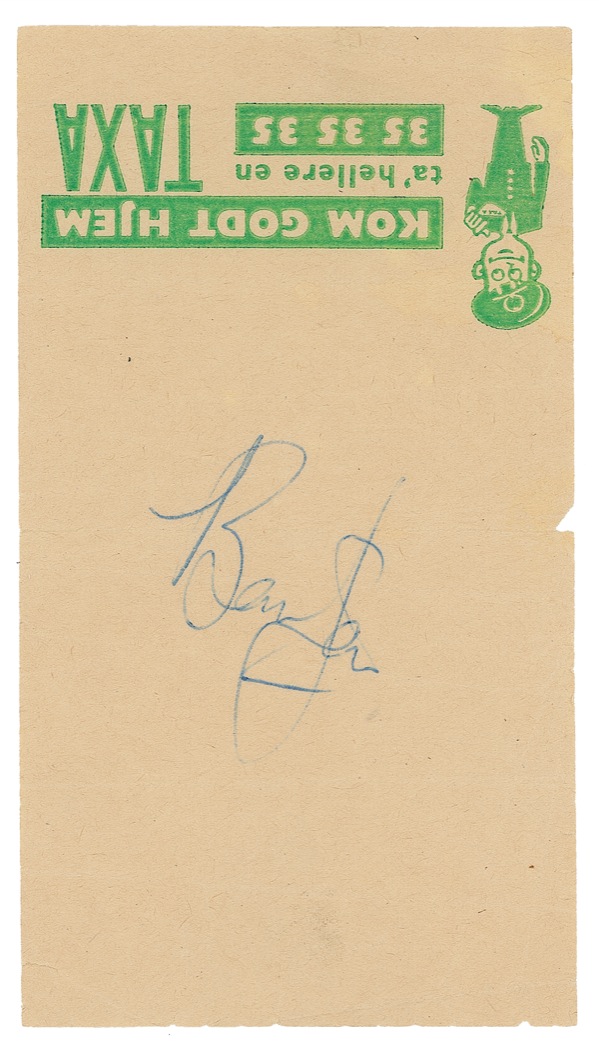 KOM GODT HJEM
ta' hellere en
35 35 35
TAXA